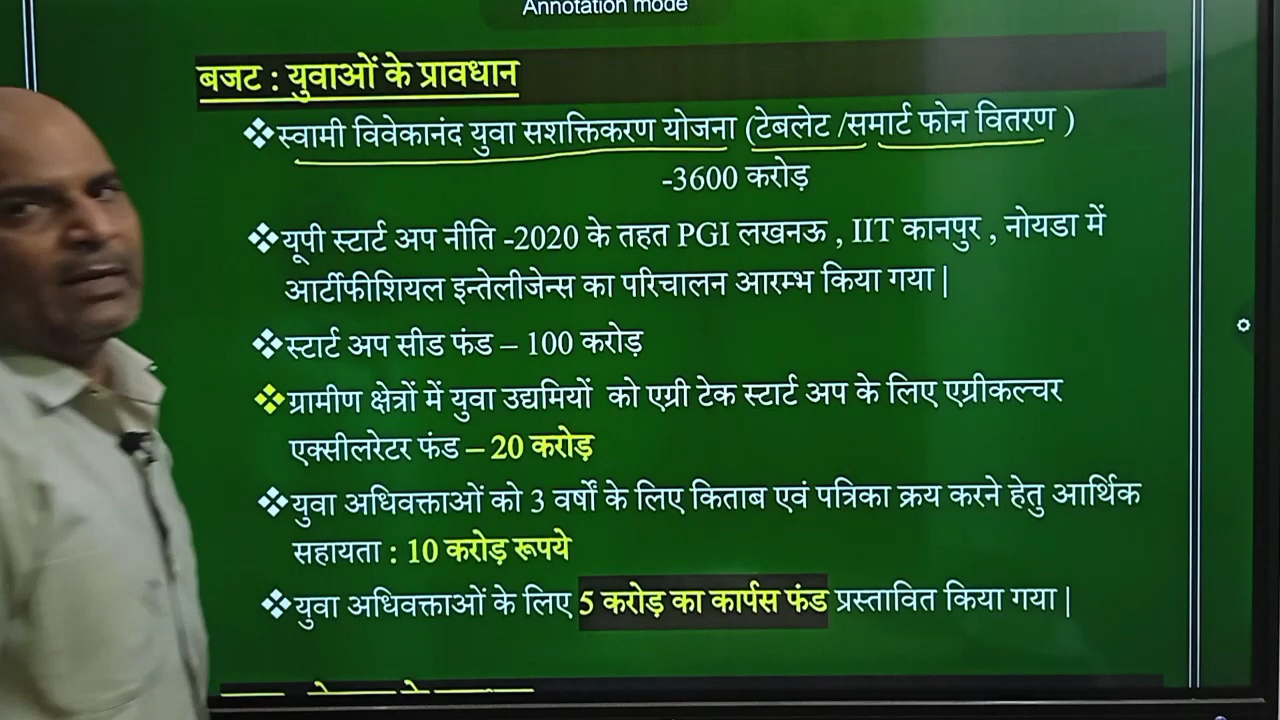 Annotation mode
बजट : युवाओं के प्रावधान
❖स्वामी विवेकानंद युवा सशक्तिकरण योजना (टेबलेट /समार्ट फोन वितरण )
-3600 करोड़
❖यूपी स्टार्ट अप नीति -2020 के तहत PGI लखनऊ , IIT कानपुर , नोयडा में
आर्टीफीशियल इन्तेलीजेन्स का परिचालन आरम्भ किया गया |
❖स्टार्ट अप सीड फंड – 100 करोड़
❖ग्रामीण क्षेत्रों में युवा उद्यमियों को एग्री टेक स्टार्ट अप के लिए एग्रीकल्चर
एक्सीलरेटर फंड – 20 करोड़
❖युवा अधिवक्ताओं को 3 वर्षों के लिए किताब एवं पत्रिका क्रय करने हेतु आर्थिक
सहायता : 10 करोड़ रूपये
❖युवा अधिवक्ताओं के लिए 5 करोड़ का कार्पस फंड प्रस्तावित किया गया |